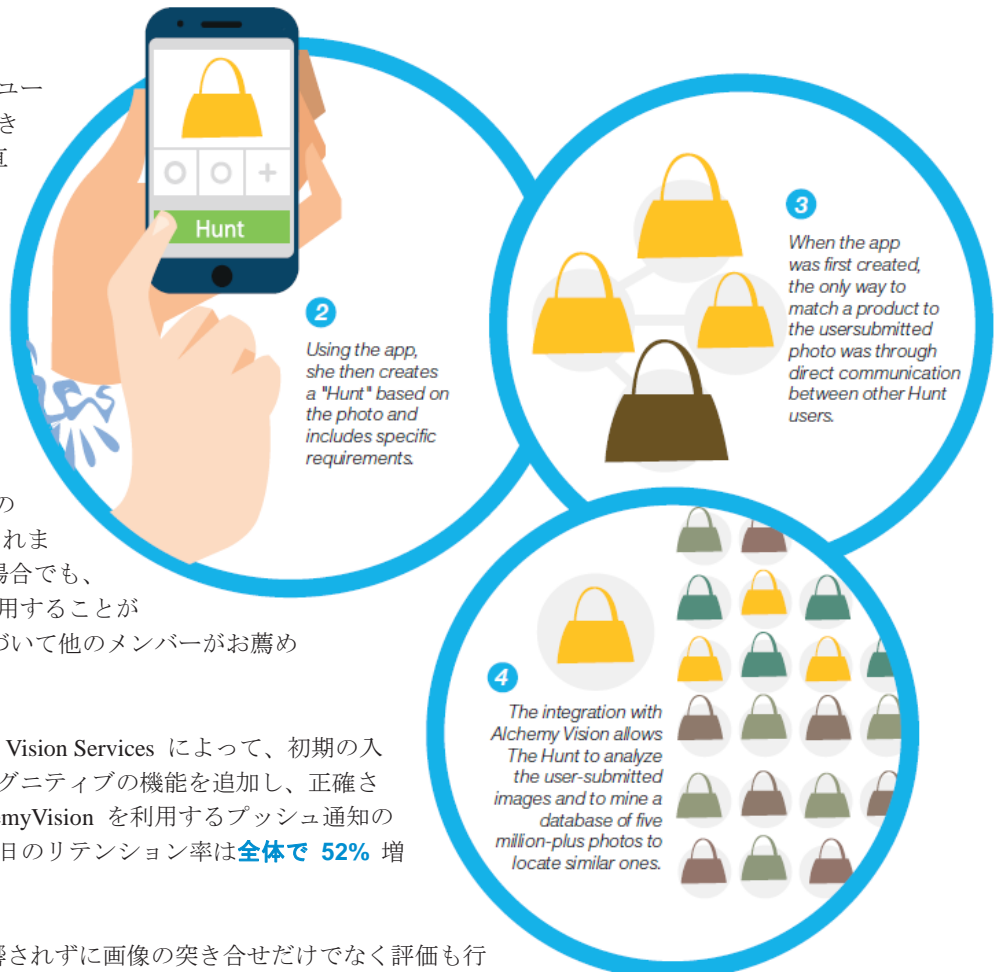 ユー
き
Hunt
2
Using the app,
she then creates
a "Hunt" based on
the photo and
includes specific
requirements.
3
When the app
was first created,
the only way to
match a product to
the usersubmitted
photo was through
direct communication
between other Hunt
users.
の
れま
場合でも、
用することが
づいて他のメンバーがお薦め
4
The integration with
Alchemy Vision allows
The Hunt to analyze
the user-submitted
images and to mine a
database of five
million-plus photos to
locate similar ones.
Vision Services によって、初期の入
グニティブの機能を追加し、正確さ
emyVision を利用するプッシュ通知の
日のリテンション率は全体で 52% 増
響されずに画像の突き合せだけでなく評価も行